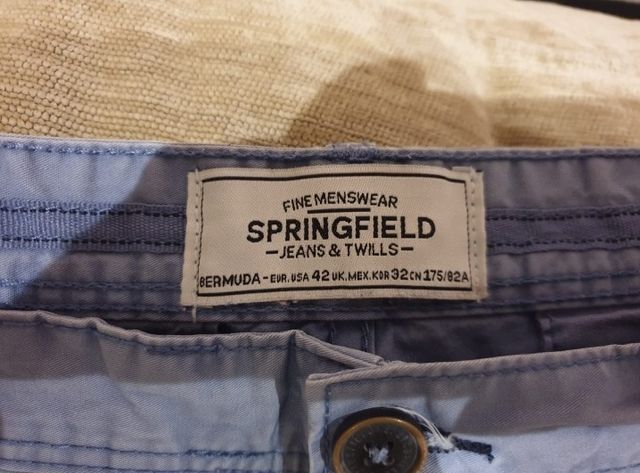 FINE MENSWEAR
SPRINGFIELD
-JEANS & TWILLS-
BERMUDA-EUR.USA 42 UK.MEX.KOR 32 CN 175/82A